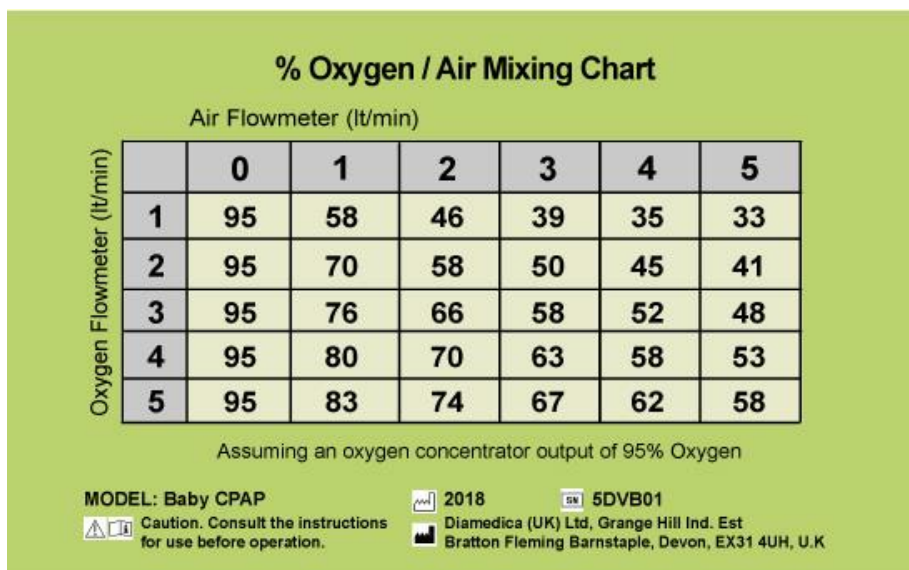 % Oxygen / Air Mixing Chart
Air Flowmeter (lt/min)
Oxygen Flowmeter (lt/min)
0 1 2 3 4 5
1 95 58 46 39 35 33
2 95 70 58 50 45 41
3 95 76 66 58 52 48
4 95 80 70 63 58 53
5 95 83 74 67 62 58
Assuming an oxygen concentrator output of 95% Oxygen
MODEL: Baby CPAP 2018 SN 5DVB01
Caution. Consult the instructions
for use before operation.
Diamedica (UK) Ltd, Grange Hill Ind. Est
Bratton Fleming Barnstaple, Devon, EX31 4UH, U.K